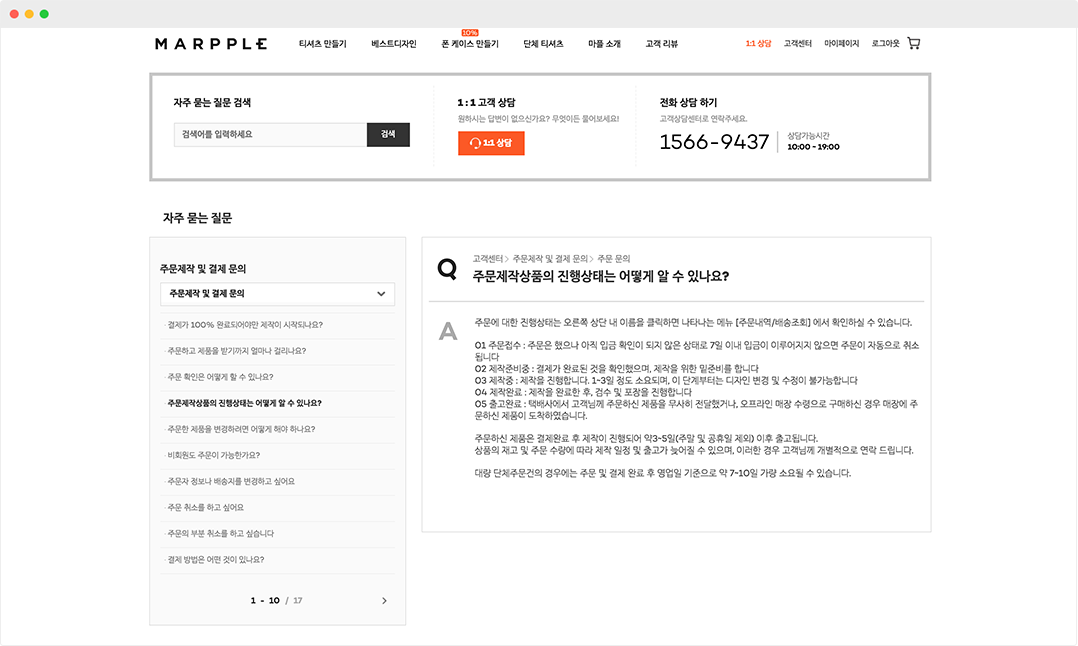 MARPPLE
티셔츠 만들기
베스트디자인
10%
폰 케이스 만들기
단체 티셔츠
마플 소개
고객 리뷰
1:1 상담
고객센터
마이페이지
로그아웃
자주 묻는 질문 검색
검색어를 입력하세요
검색
1 : 1 고객 상담
원하시는 답변이 없으신가요? 무엇이든 물어보세요!
1:1 상담
전화 상담 하기
고객상담센터로 연락주세요.
1566-9437
상담가능시간
10:00 ~ 19:00
자주 묻는 질문
주문제작 및 결제 문의
주문제작 및 결제 문의
· 결제가 100% 완료되어야만 제작이 시작되나요?
· 주문하고 제품을 받기까지 얼마나 걸리나요?
· 주문 확인은 어떻게 할 수 있나요?
· 주문제작상품의 진행상태는 어떻게 알 수 있나요?
· 주문한 제품을 변경하려면 어떻게 해야 하나요?
· 비회원도 주문이 가능한가요?
· 주문자 정보나 배송지를 변경하고 싶어요
· 주문 취소를 하고 싶어요
· 주문의 부분 취소를 하고 싶습니다
· 결제 방법은 어떤 것이 있나요?
1 - 10 / 17
Q
고객센터 > 주문제작 및 결제 문의 > 주문 문의
주문제작상품의 진행상태는 어떻게 알 수 있나요?
A
주문에 대한 진행상태는 오른쪽 상단 내 이름을 클릭하면 나타나는 메뉴 [주문내역/배송조회] 에서 확인하실 수 있습니다.
01 주문접수 : 주문은 했으나 아직 입금 확인이 되지 않은 상태로 7일 이내 입금이 이루어지지 않으면 주문이 자동으로 취소
됩니다
02 제작준비중 : 결제가 완료된 것을 확인했으며, 제작을 위한 밑준비를 합니다
03 제작중 : 제작을 진행합니다. 1~3일 정도 소요되며, 이 단계부터는 디자인 변경 및 수정이 불가능합니다
04 제작완료 : 제작을 완료한 후, 검수 및 포장을 진행합니다
05 출고완료 : 택배사에서 고객님께 주문하신 제품을 무사히 전달했거나, 오프라인 매장 수령으로 구매하신 경우 매장에 주
문하신 제품이 도착하였습니다.
주문하신 제품은 결제완료 후 제작이 진행되어 약3~5일(주말 및 공휴일 제외) 이후 출고됩니다.
상품의 재고 및 주문 수량에 따라 제작 일정 및 출고가 늦어질 수 있으며, 이러한 경우 고객님께 개별적으로 연락 드립니다.
대량 단체주문건의 경우에는 주문 및 결제 완료 후 영업일 기준으로 약 7~10일 가량 소요될 수 있습니다.